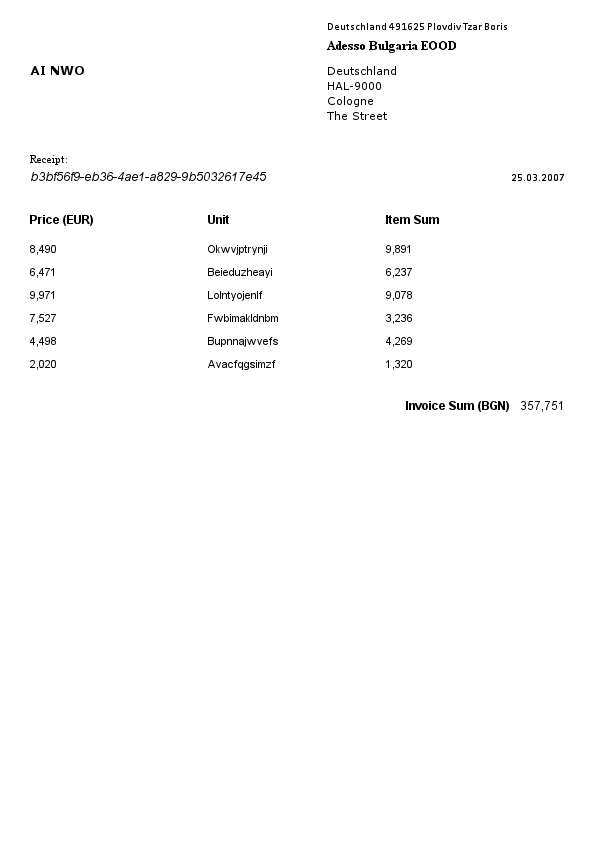 Deutschland 491625 Plovdiv Tzar Boris
Adesso Bulgaria EOOD
AI NWO
Deutschland
HAL-9000
Cologne
The Street
Receipt:
b3bf56f9-eb36-4ae1-a829-9b5032617e45
25.03.2007
Price (EUR) Unit Item Sum
8,490 Okwvjptrynji 9,891
6,471 Beieduzheayi 6,237
9,971 Lolntyojenlf 9,078
7,527 Fwbimakldnbm 3,236
4,498 Bupnnajwvefs 4,269
2,020 Avacfqgsimzf 1,320
Invoice Sum (BGN) 357,751